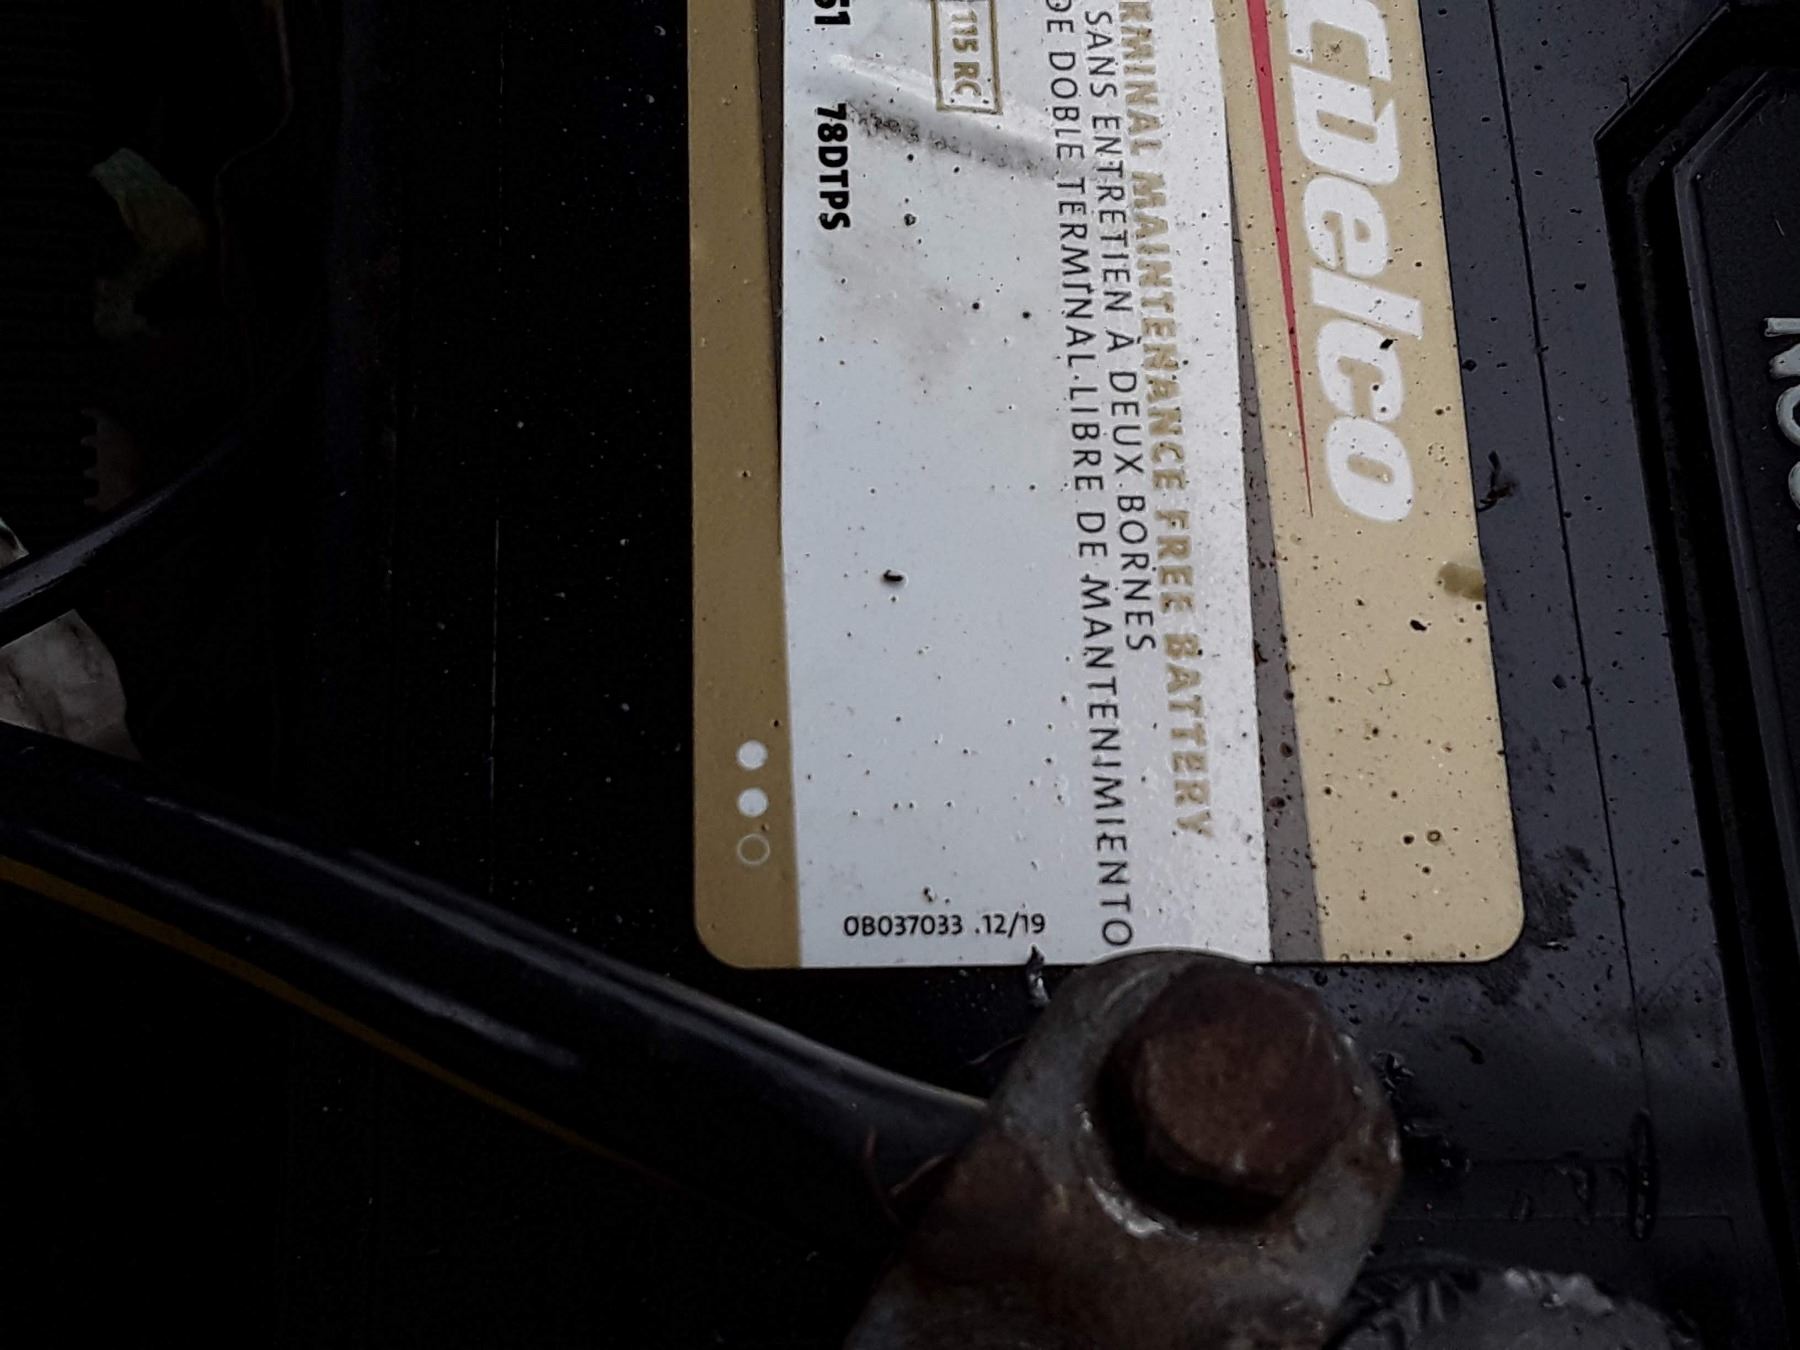 cDelco
RMINAL MAINTENANCE FREE BATTERY
SANS ENTRETIEN À DEUX BORNES
DE DOBLE TERMINAL LIBRE DE MANTENIMIENTO
115 RC
51 78DTPS
0B037033 .12/19